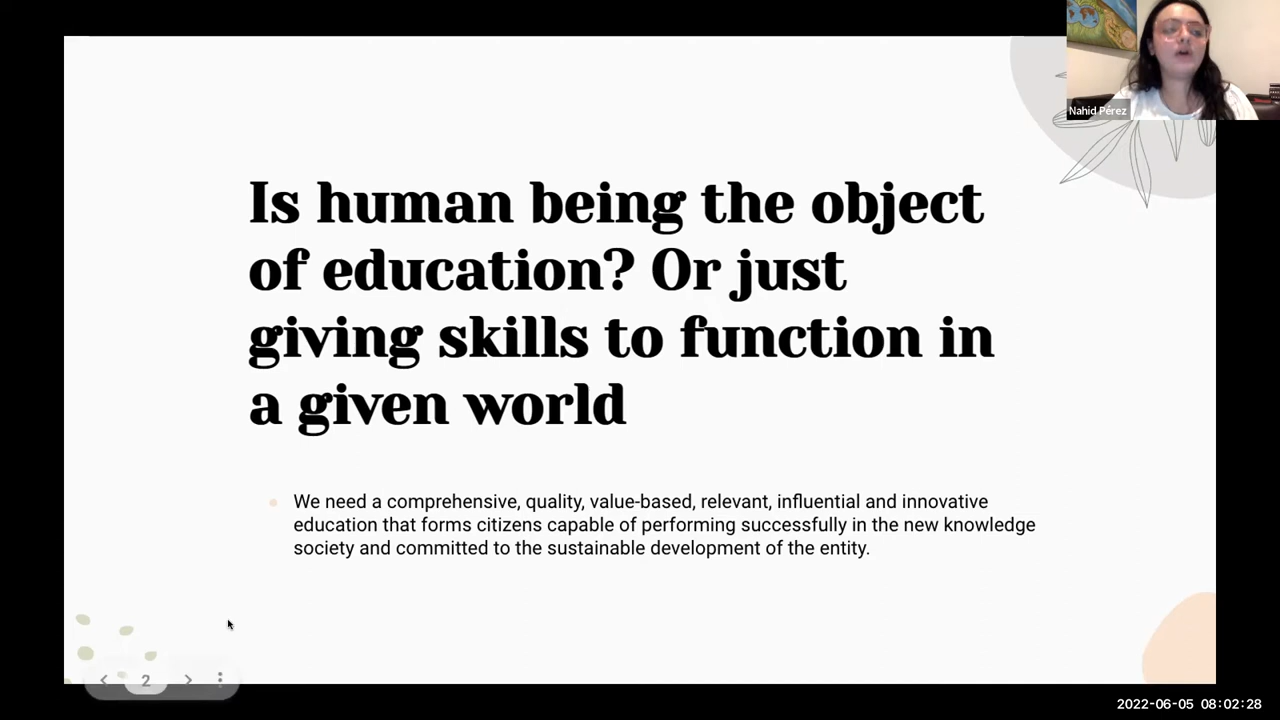 Nahid Pérez
Is human being the object
of education? Or just
giving skills to function in
a given world
We need a comprehensive, quality, value-based, relevant, influential and innovative
education that forms citizens capable of performing successfully in the new knowledge
society and committed to the sustainable development of the entity.
2
2022-06-05 08:02:28